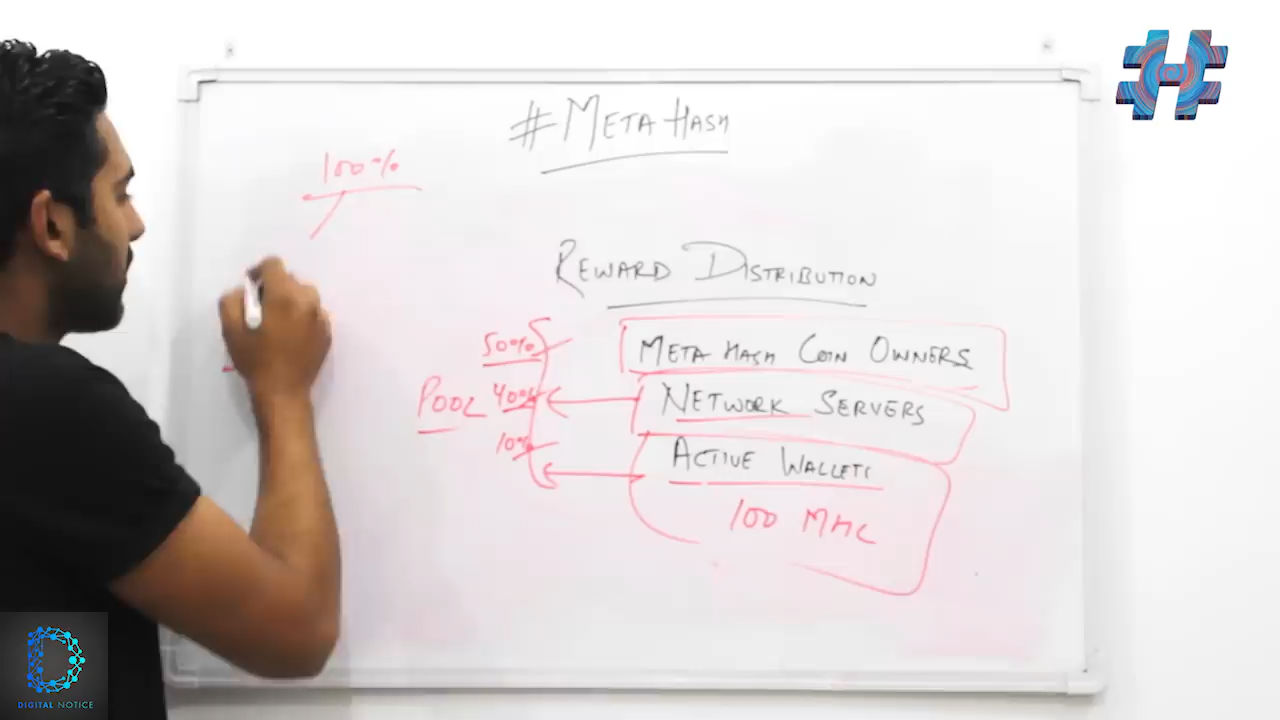 #META HASH
100%
REWARD DISTRIBUTION
50%
META HASH COIN OWNERS
POOL 40%
NETWORK SERVERS
10%
ACTIVE WALLETS
100 MHC
DIGITAL NOTICE